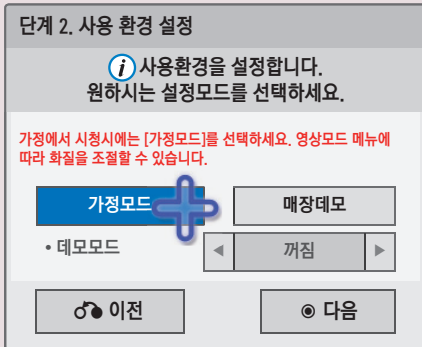 단계 2. 사용 환경 설정
i 사용환경을 설정합니다.
원하시는 설정모드를 선택하세요.
가정에서 시청시에는 [가정모드]를 선택하세요. 영상모드 메뉴에
따라 화질을 조절할 수 있습니다.
가정모드 매장데모
• 데모모드 ◀ 꺼짐 ▶
이전 ◉ 다음